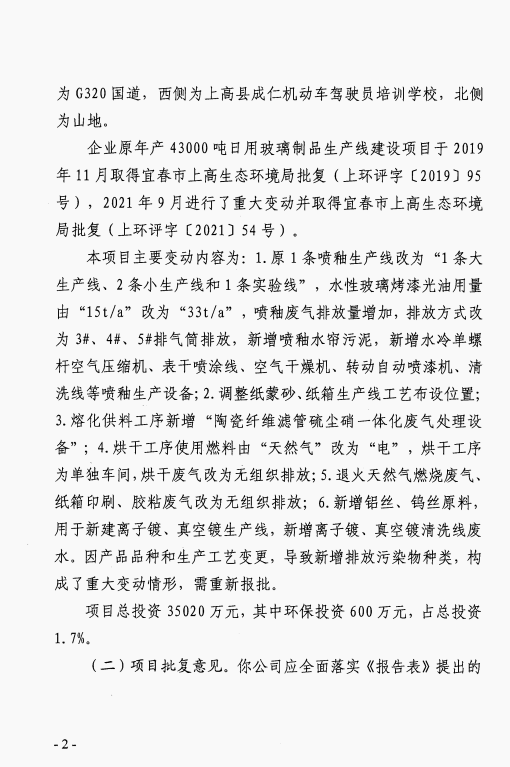 为 G320 国道，西侧为上高县成仁机动车驾驶员培训学校，北侧
为山地。
企业原年产 43000 吨日用玻璃制品生产线建设项目于 2019
年 11 月取得宜春市上高生态环境局批复（上环评字〔2019〕95
号），2021 年 9 月进行了重大变动并取得宜春市上高生态环境
局批复（上环评字〔2021〕54 号）。
本项目主要变动内容为：1.原 1 条喷釉生产线改为“1 条大
生产线、2 条小生产线和 1 条实验线”，水性玻璃烤漆光油用量
由“15t/a”改为“33t/a”，喷釉废气排放量增加，排放方式改
为 3#、4#、5#排气筒排放，新增喷釉水帘污泥，新增水冷单螺
杆空气压缩机、表干喷涂线、空气干燥机、转动自动喷漆机、清
洗线等喷釉生产设备；2.调整纸蒙砂、纸箱生产线工艺布设位置；
3.熔化供料工序新增“陶瓷纤维滤管硫尘硝一体化废气处理设
备”；4.烘干工序使用燃料由“天然气”改为“电”，烘干工序
为单独车间，烘干废气改为无组织排放；5.退火天然气燃烧废气、
纸箱印刷、胶粘废气改为无组织排放；6.新增铝丝、钨丝原料，
用于新建离子镀、真空镀生产线，新增离子镀、真空镀清洗线废
水。因产品品种和生产工艺变更，导致新增排放污染物种类，构
成了重大变动情形，需重新报批。
项目总投资 35020 万元，其中环保投资 600 万元，占总投资
1.7%。
（二）项目批复意见。你公司应全面落实《报告表》提出的
- 2 -